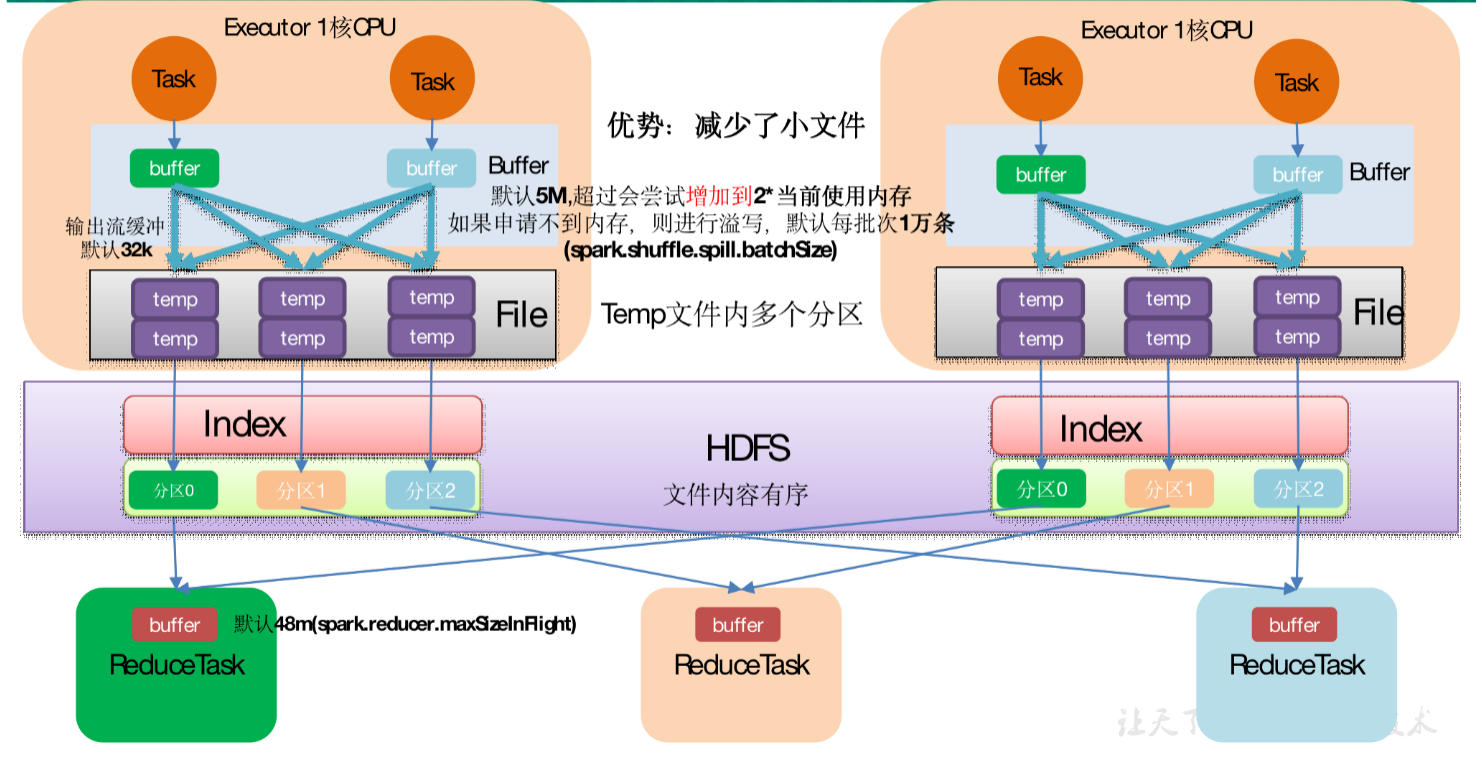 Executor 1核CPU
Executor 1核CPU
Task
Task
Task
Task
优势：减少了小文件
buffer
buffer
Buffer
buffer
buffer
Buffer
默认5M,超过会尝试增加到2*当前使用内存
如果申请不到内存，则进行溢写，默认每批次1万条
(spark.shuffle.spill.batchSize)
输出流缓冲
默认32k
temp
temp
temp
temp
temp
temp
File
Temp文件内多个分区
temp
temp
temp
temp
temp
temp
File
Index
HDFS
Index
分区0
分区1
分区2
文件内容有序
分区0
分区1
分区2
buffer
默认48m(spark.reducer.maxSizeInFlight)
ReduceTask
buffer
ReduceTask
buffer
ReduceTask
让天
技术